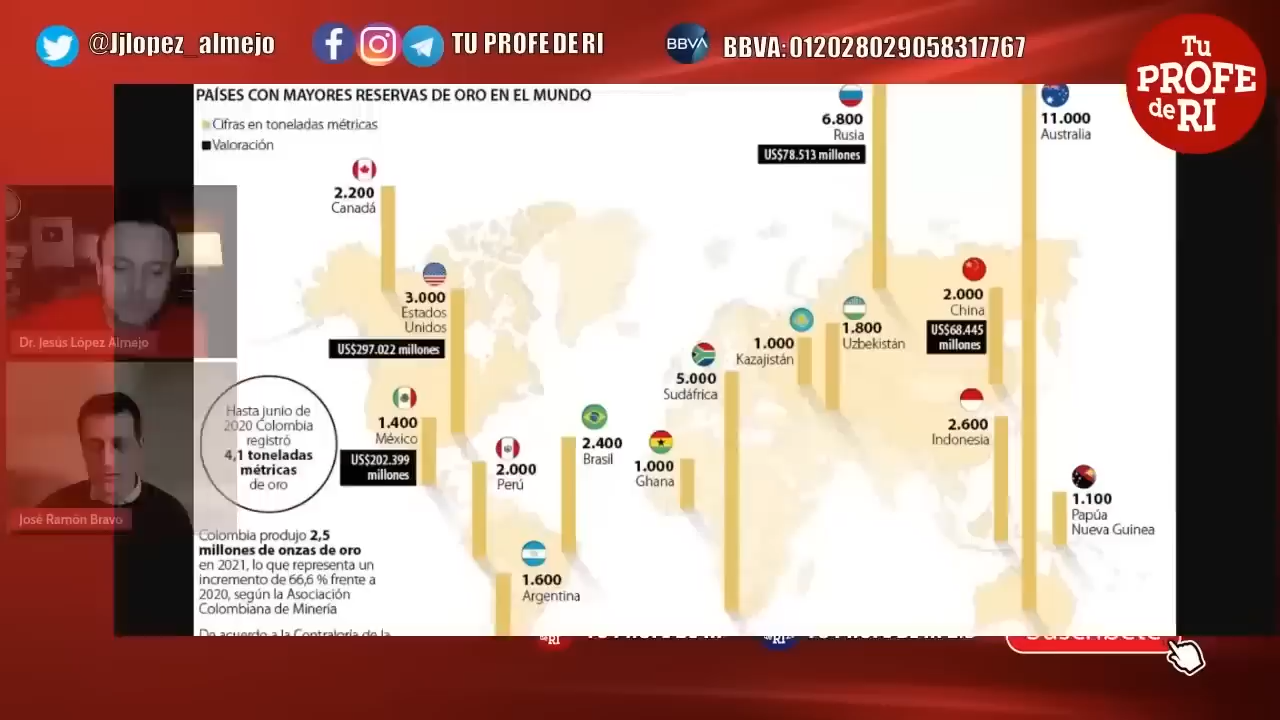 @Jjlopez_almejo
TU PROFE DE RI
BBVA
BBVA: 012028029058317767
Tu
PROFE
de RI
PAÍSES CON MAYORES RESERVAS DE ORO EN EL MUNDO
Cifras en toneladas métricas
Valoración
2.200
Canadá
3.000
Estados
Unidos
US$297.022 millones
1.400
México
US$202.399
millones
2.000
Perú
1.600
Argentina
2.400
Brasil
6.800
Rusia
US$78.513 millones
11.000
Australia
2.000
China
US$68.445
millones
1.800
Uzbekistán
1.000
Kazajistán
5.000
Sudáfrica
1.000
Ghana
2.600
Indonesia
1.100
Papúa
Nueva Guinea
Dr. Jesús López Almejo
José Ramón Bravo
Hasta junio de
2020 Colombia
registró
4,1 toneladas
métricas
de oro
Colombia produjo 2,5
millones de onzas de oro
en 2021, lo que representa un
incremento de 66,6 % frente a
2020, según la Asociación
Colombiana de Minería
De acuerdo a la Contraloría de la